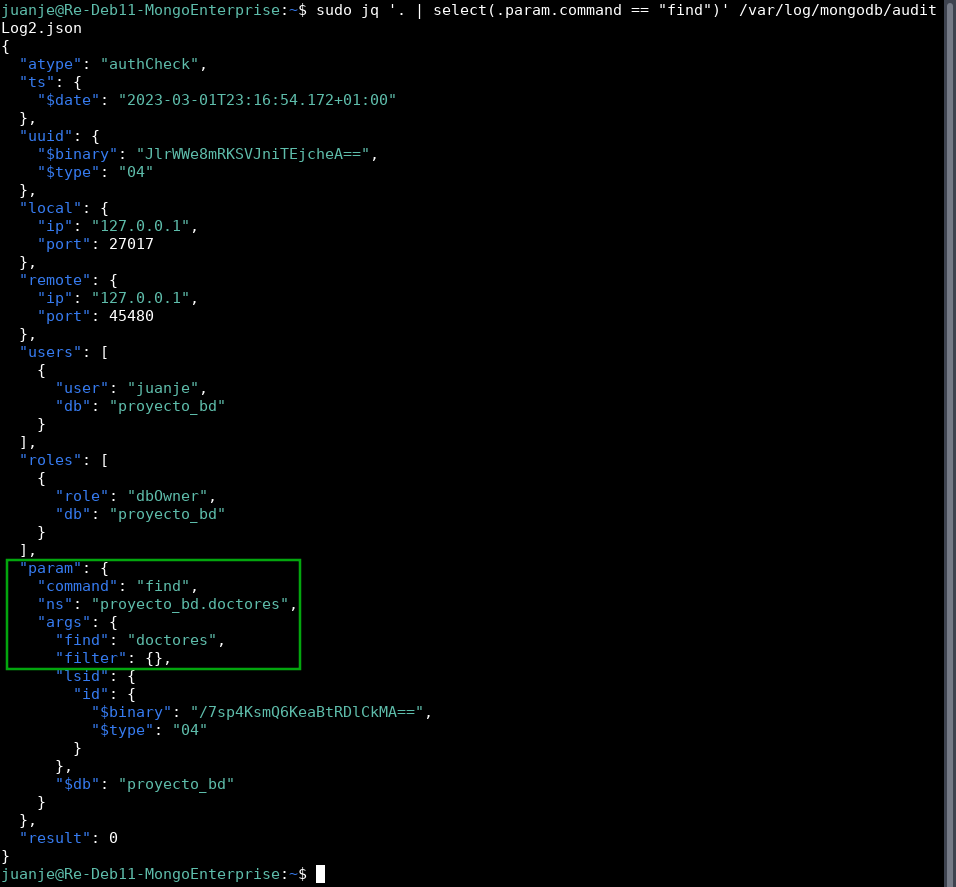 juanje@Re-Deb11-MongoEnterprise:~$ sudo jq '. | select(.param.command == "find")' /var/log/mongodb/audit
Log2.json
{
  "atype": "authCheck",
  "ts": {
    "$date": "2023-03-01T23:16:54.172+01:00"
  },
  "uuid": {
    "$binary": "JlrWWe8mRKSVJniTEjcheA==",
    "$type": "04"
  },
  "local": {
    "ip": "127.0.0.1",
    "port": 27017
  },
  "remote": {
    "ip": "127.0.0.1",
    "port": 45480
  },
  "users": [
    {
      "user": "juanje",
      "db": "proyecto_bd"
    }
  ],
  "roles": [
    {
      "role": "dbOwner",
      "db": "proyecto_bd"
    }
  ],
  "param": {
    "command": "find",
    "ns": "proyecto_bd.doctores",
    "args": {
      "find": "doctores",
      "filter": {},
      "lsid": {
        "id": {
          "$binary": "/7sp4KsmQ6KeaBtRDlCkMA==",
          "$type": "04"
        }
      },
      "$db": "proyecto_bd"
    }
  },
  "result": 0
}
juanje@Re-Deb11-MongoEnterprise:~$